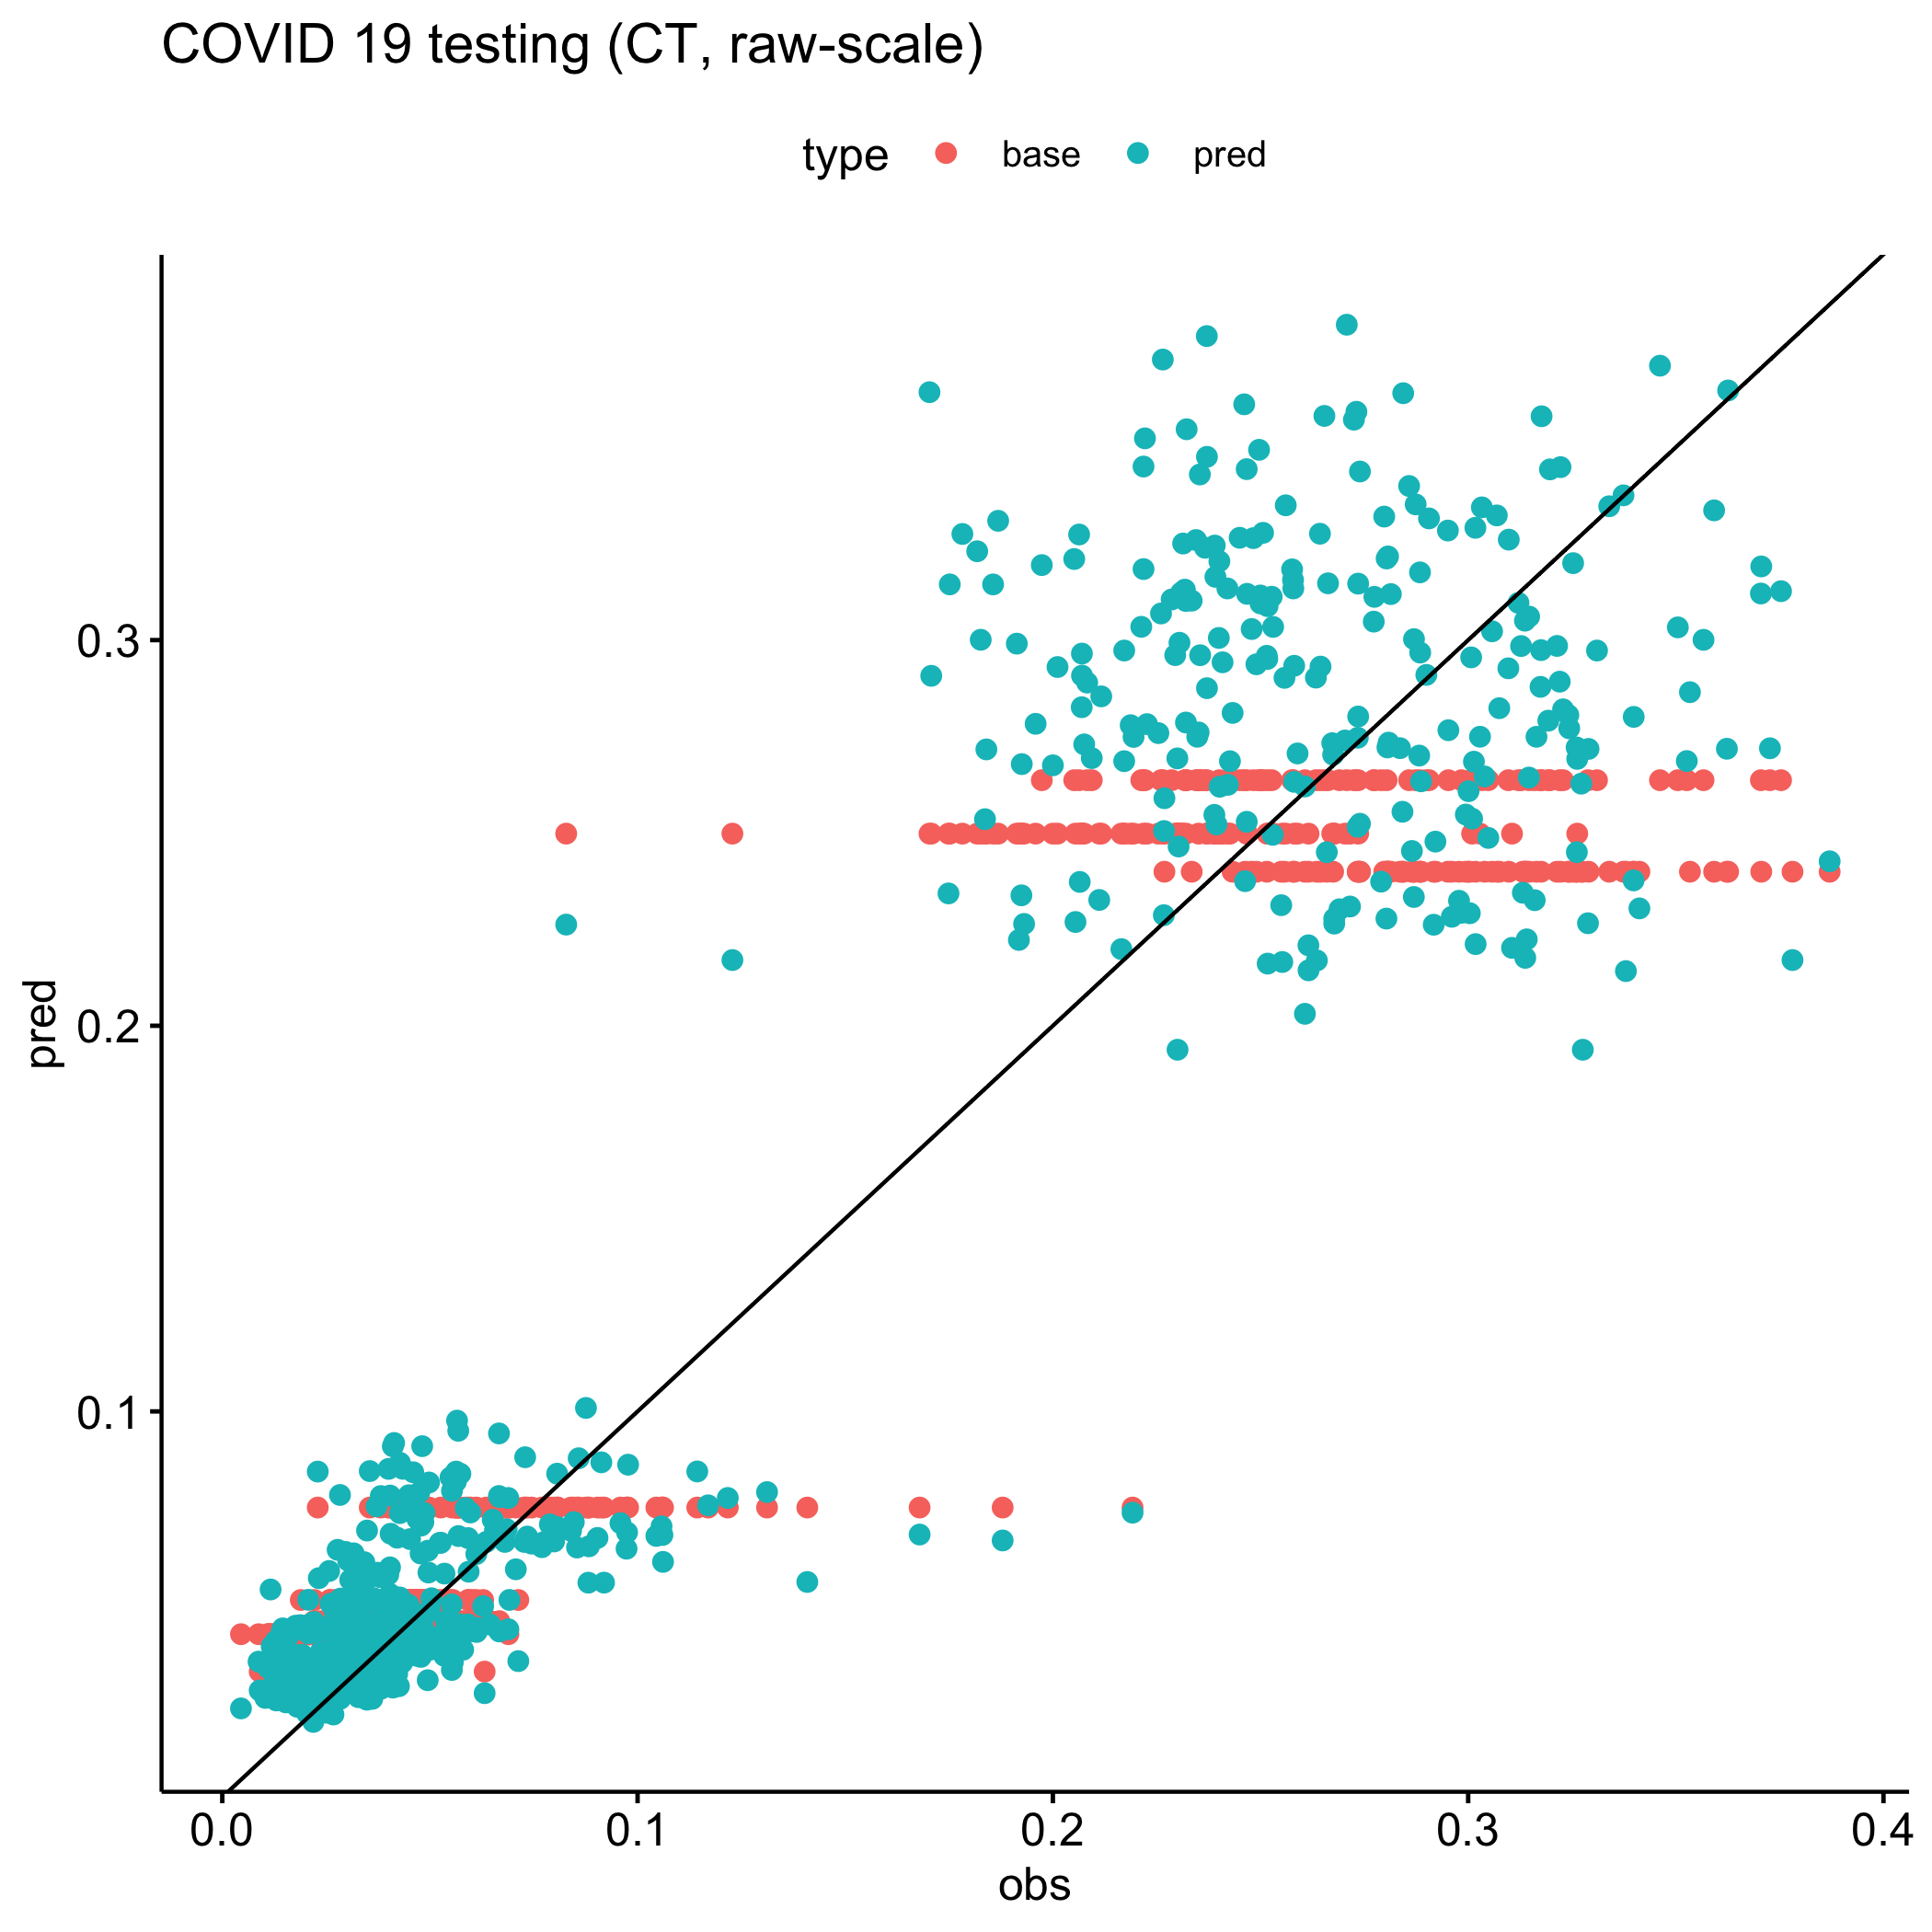 COVID 19 testing (CT, raw-scale)
type base pred
0.3
0.2
0.1
pred
0.0 0.1 0.2 0.3 0.4
obs